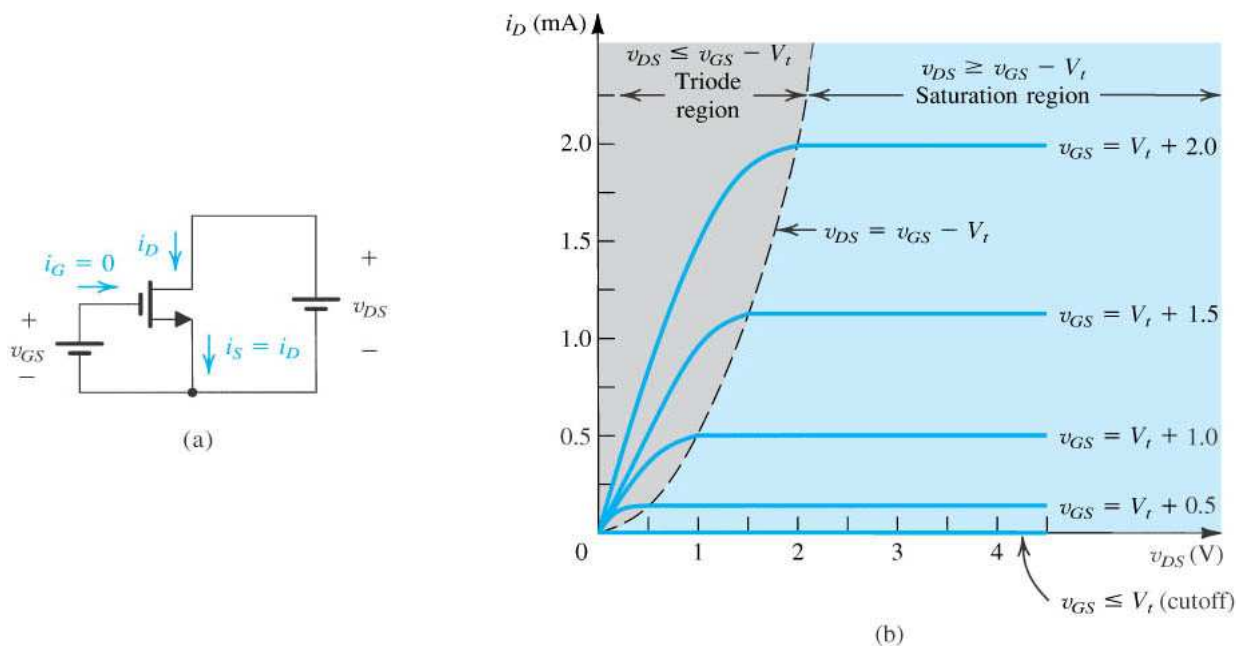 i_D
i_G = 0
+
v_GS
−
i_S = i_D
+
v_DS
−
(a)
i_D (mA)
v_DS ≤ v_GS − V_t
Triode
region
v_DS ≥ v_GS − V_t
Saturation region
2.0
v_GS = V_t + 2.0
1.5
v_DS = v_GS − V_t
1.0
v_GS = V_t + 1.5
0.5
v_GS = V_t + 1.0
v_GS = V_t + 0.5
0 1 2 3 4 v_DS (V)
v_GS ≤ V_t (cutoff)
(b)